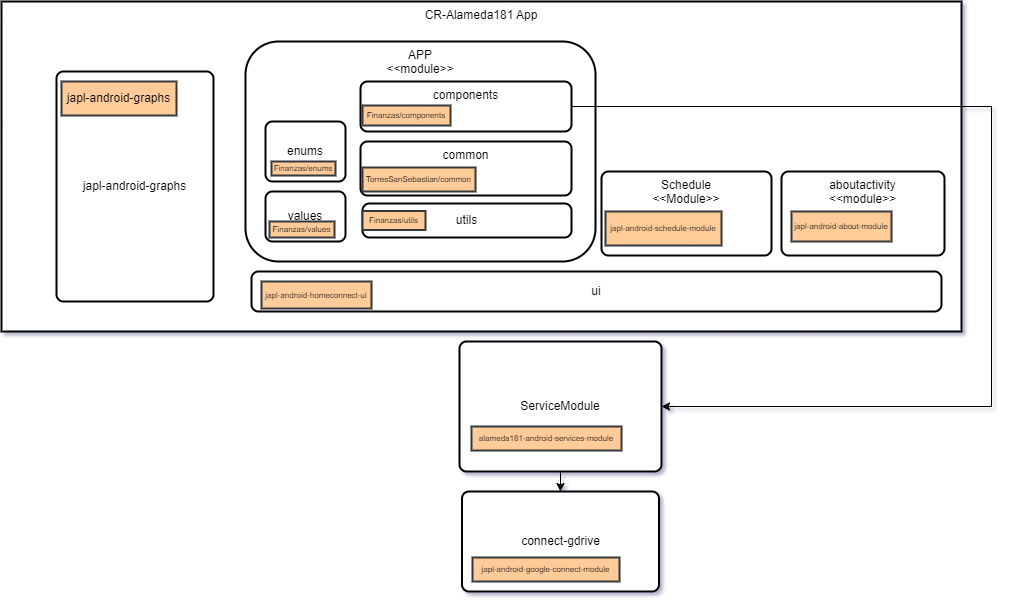 CR-Alameda181 App
japl-android-graphs
japl-android-graphs
APP
<<module>>
components
Finanzas/components
enums
Finanzas/enums
common
TorresSanSebastian/common
values
Finanzas/values
Finanzas/utils
utils
Schedule
<<Module>>
japl-android-schedule-module
aboutactivity
<<module>>
japl-android-about-module
japl-android-homeconnect-ui
ui
ServiceModule
alameda181-android-services-module
connect-gdrive
japl-android-google-connect-module